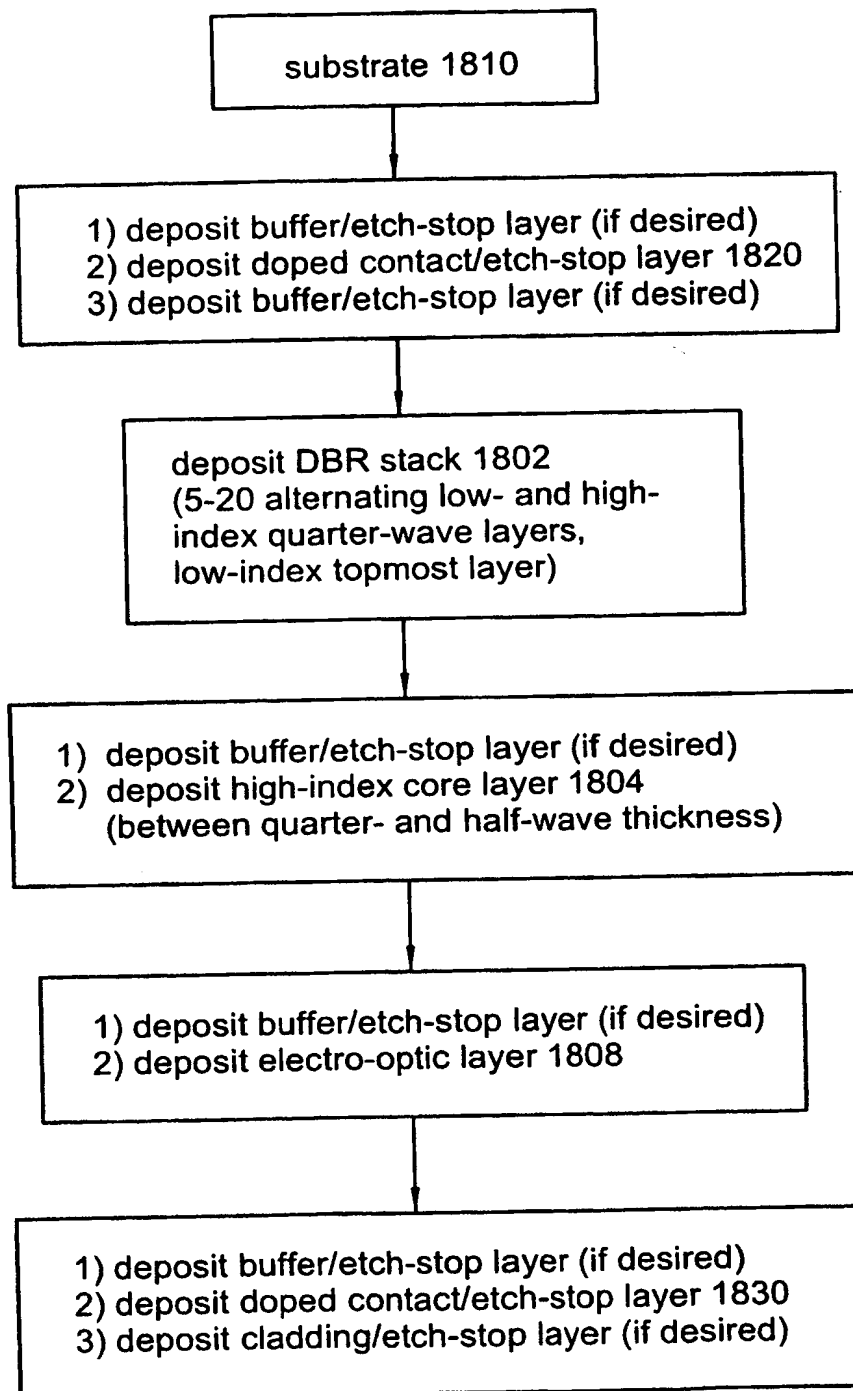 substrate 1810
1) deposit buffer/etch-stop layer (if desired)
2) deposit doped contact/etch-stop layer 1820
3) deposit buffer/etch-stop layer (if desired)
deposit DBR stack 1802
(5-20 alternating low- and high-
index quarter-wave layers,
low-index topmost layer)
1) deposit buffer/etch-stop layer (if desired)
2) deposit high-index core layer 1804
(between quarter- and half-wave thickness)
1) deposit buffer/etch-stop layer (if desired)
2) deposit electro-optic layer 1808
1) deposit buffer/etch-stop layer (if desired)
2) deposit doped contact/etch-stop layer 1830
3) deposit cladding/etch-stop layer (if desired)